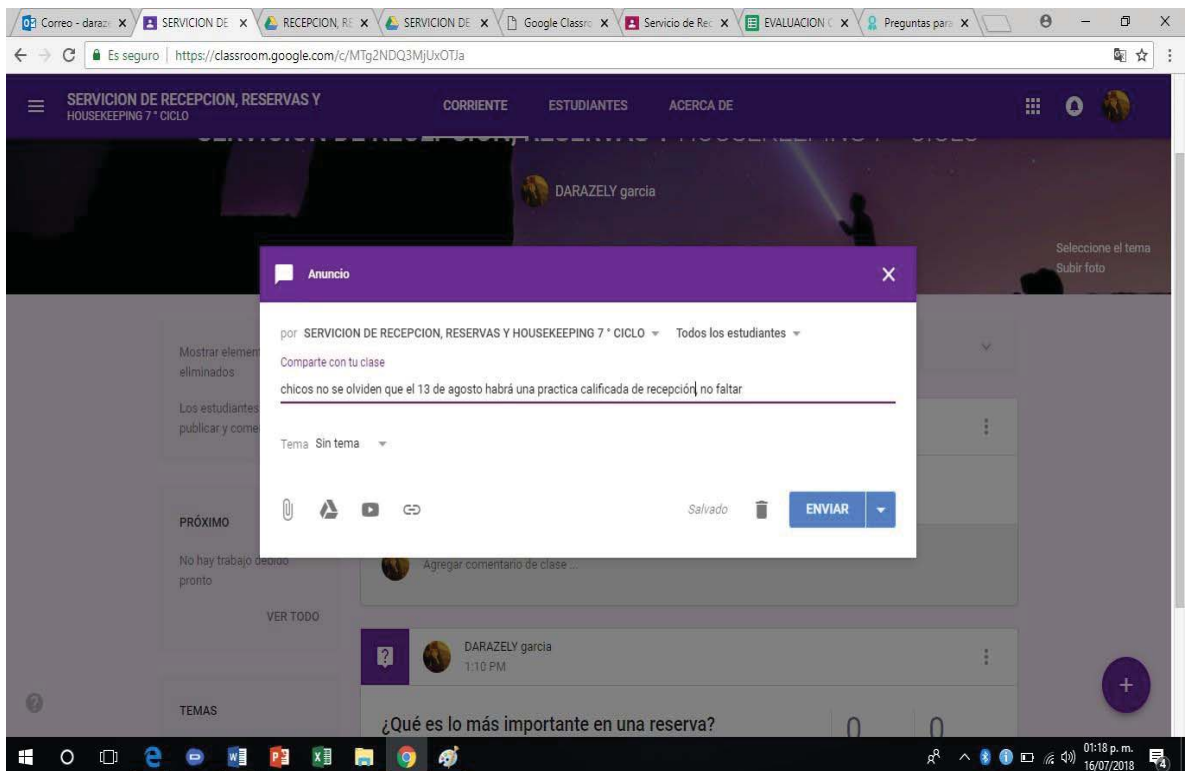 Correo - daraze
SERVICION DE
RECEPCION, RE
SERVICION DE
Google Classro
Servicio de Rec
EVALUACION C
Preguntas para
Es seguro | https://classroom.google.com/c/MTg2NDQ3MjUxOTJa
SERVICION DE RECEPCION, RESERVAS Y
HOUSEKEEPING 7 ° CICLO
CORRIENTE ESTUDIANTES ACERCA DE
DARAZELY garcia
Seleccione el tema
Subir foto
Anuncio
por SERVICION DE RECEPCION, RESERVAS Y HOUSEKEEPING 7 ° CICLO Todos los estudiantes
Comparte con tu clase
chicos no se olviden que el 13 de agosto habrá una practica calificada de recepción, no faltar
Tema Sin tema
Salvado ENVIAR
Mostrar elemen
eliminados
Los estudiantes
publicar y come
PRÓXIMO
No hay trabajo debido
pronto
VER TODO
TEMAS
Agregar comentario de clase ...
DARAZELY garcia
1:10 PM
¿Qué es lo más importante en una reserva?
0 0
01:18 p. m.
16/07/2018